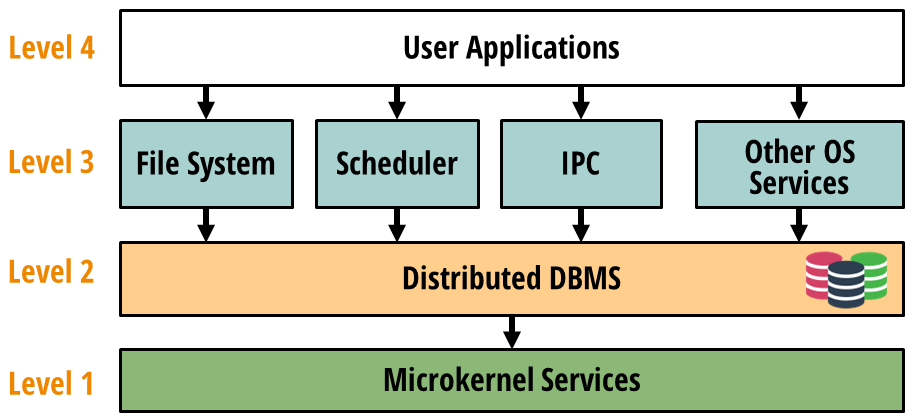 Level 4
User Applications
Level 3
File System
Scheduler
IPC
Other OS
Services
Level 2
Distributed DBMS
Level 1
Microkernel Services